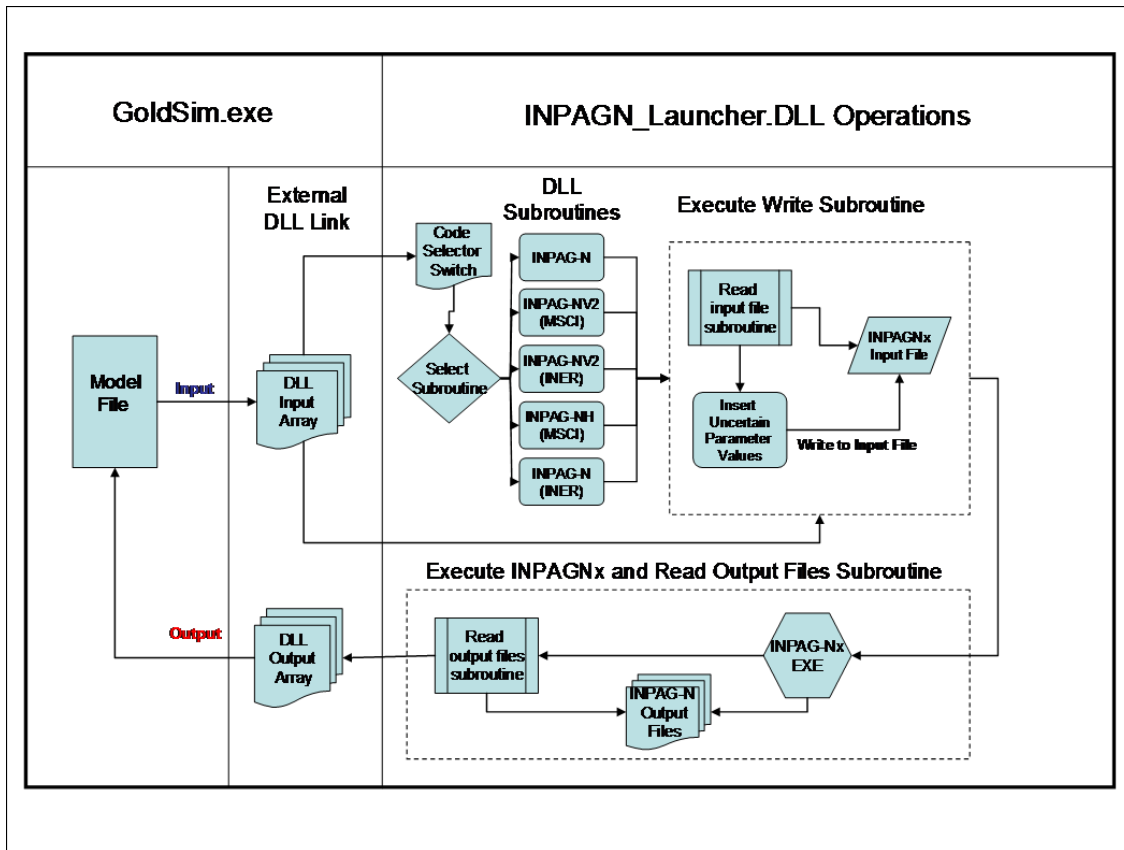 GoldSim.exe
INPAGN_Launcher.DLL Operations
External
DLL Link
DLL
Subroutines
Execute Write Subroutine
Code
Selector
Switch
INPAG-N
INPAG-NV2
(MSCI)
INPAG-NV2
(INER)
INPAG-NH
(MSCI)
INPAG-N
(INER)
Select
Subroutine
Read
input file
subroutine
INPAGNx
Input File
Insert
Uncertain
Parameter
Values
Write to Input File
Model
File
Input
DLL
Input
Array
Execute INPAGNx and Read Output Files Subroutine
Output
DLL
Output
Array
Read
output files
subroutine
INPAG-N
Output
Files
INPAG-Nx
EXE